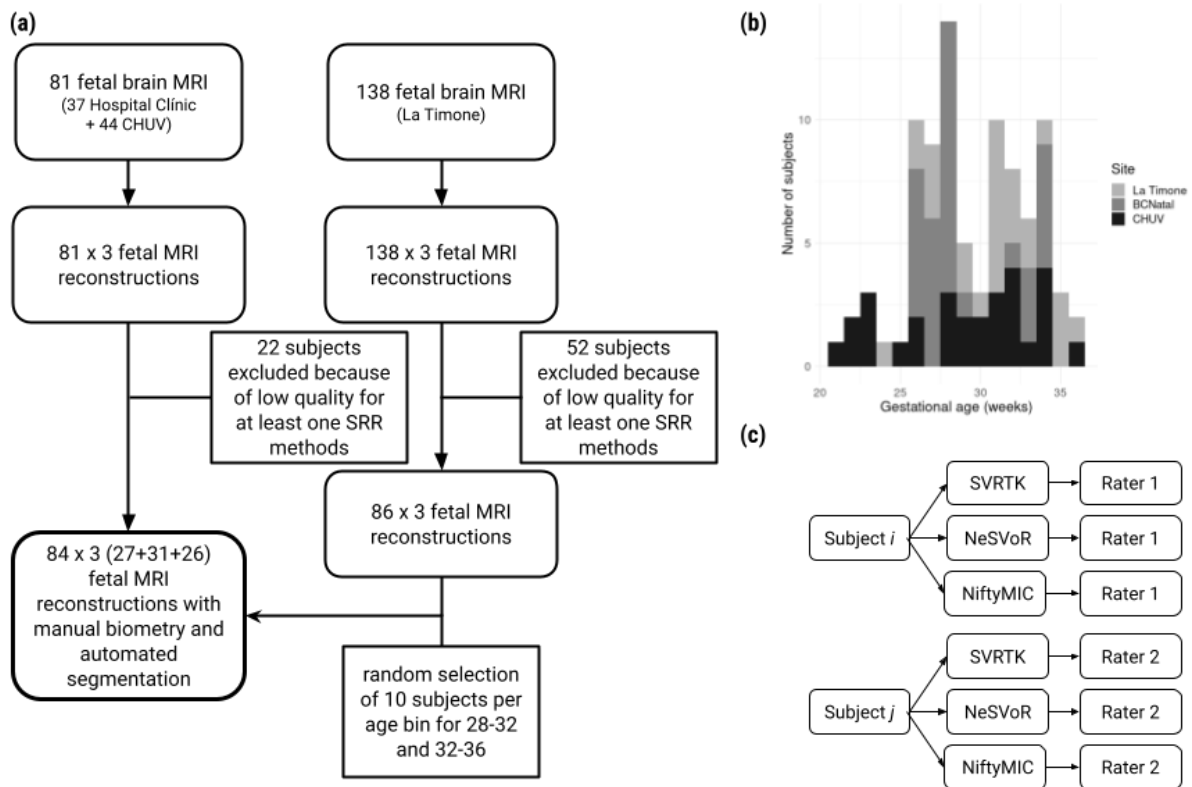 (a)
81 fetal brain MRI
(37 Hospital Clínic
+ 44 CHUV)
138 fetal brain MRI
(La Timone)
81 x 3 fetal MRI
reconstructions
138 x 3 fetal MRI
reconstructions
22 subjects
excluded because
of low quality for
at least one SRR
methods
52 subjects
excluded because
of low quality for
at least one SRR
methods
86 x 3 fetal MRI
reconstructions
84 x 3 (27+31+26)
fetal MRI
reconstructions with
manual biometry and
automated
segmentation
random selection
of 10 subjects per
age bin for 28-32
and 32-36
(b)
Number of subjects
10
5
0
20
25
30
35
Gestational age (weeks)
Site
La Timone
BCNatal
CHUV
(c)
Subject i
SVRTK
Rater 1
NeSVoR
Rater 1
NiftyMIC
Rater 1
Subject j
SVRTK
Rater 2
NeSVoR
Rater 2
NiftyMIC
Rater 2